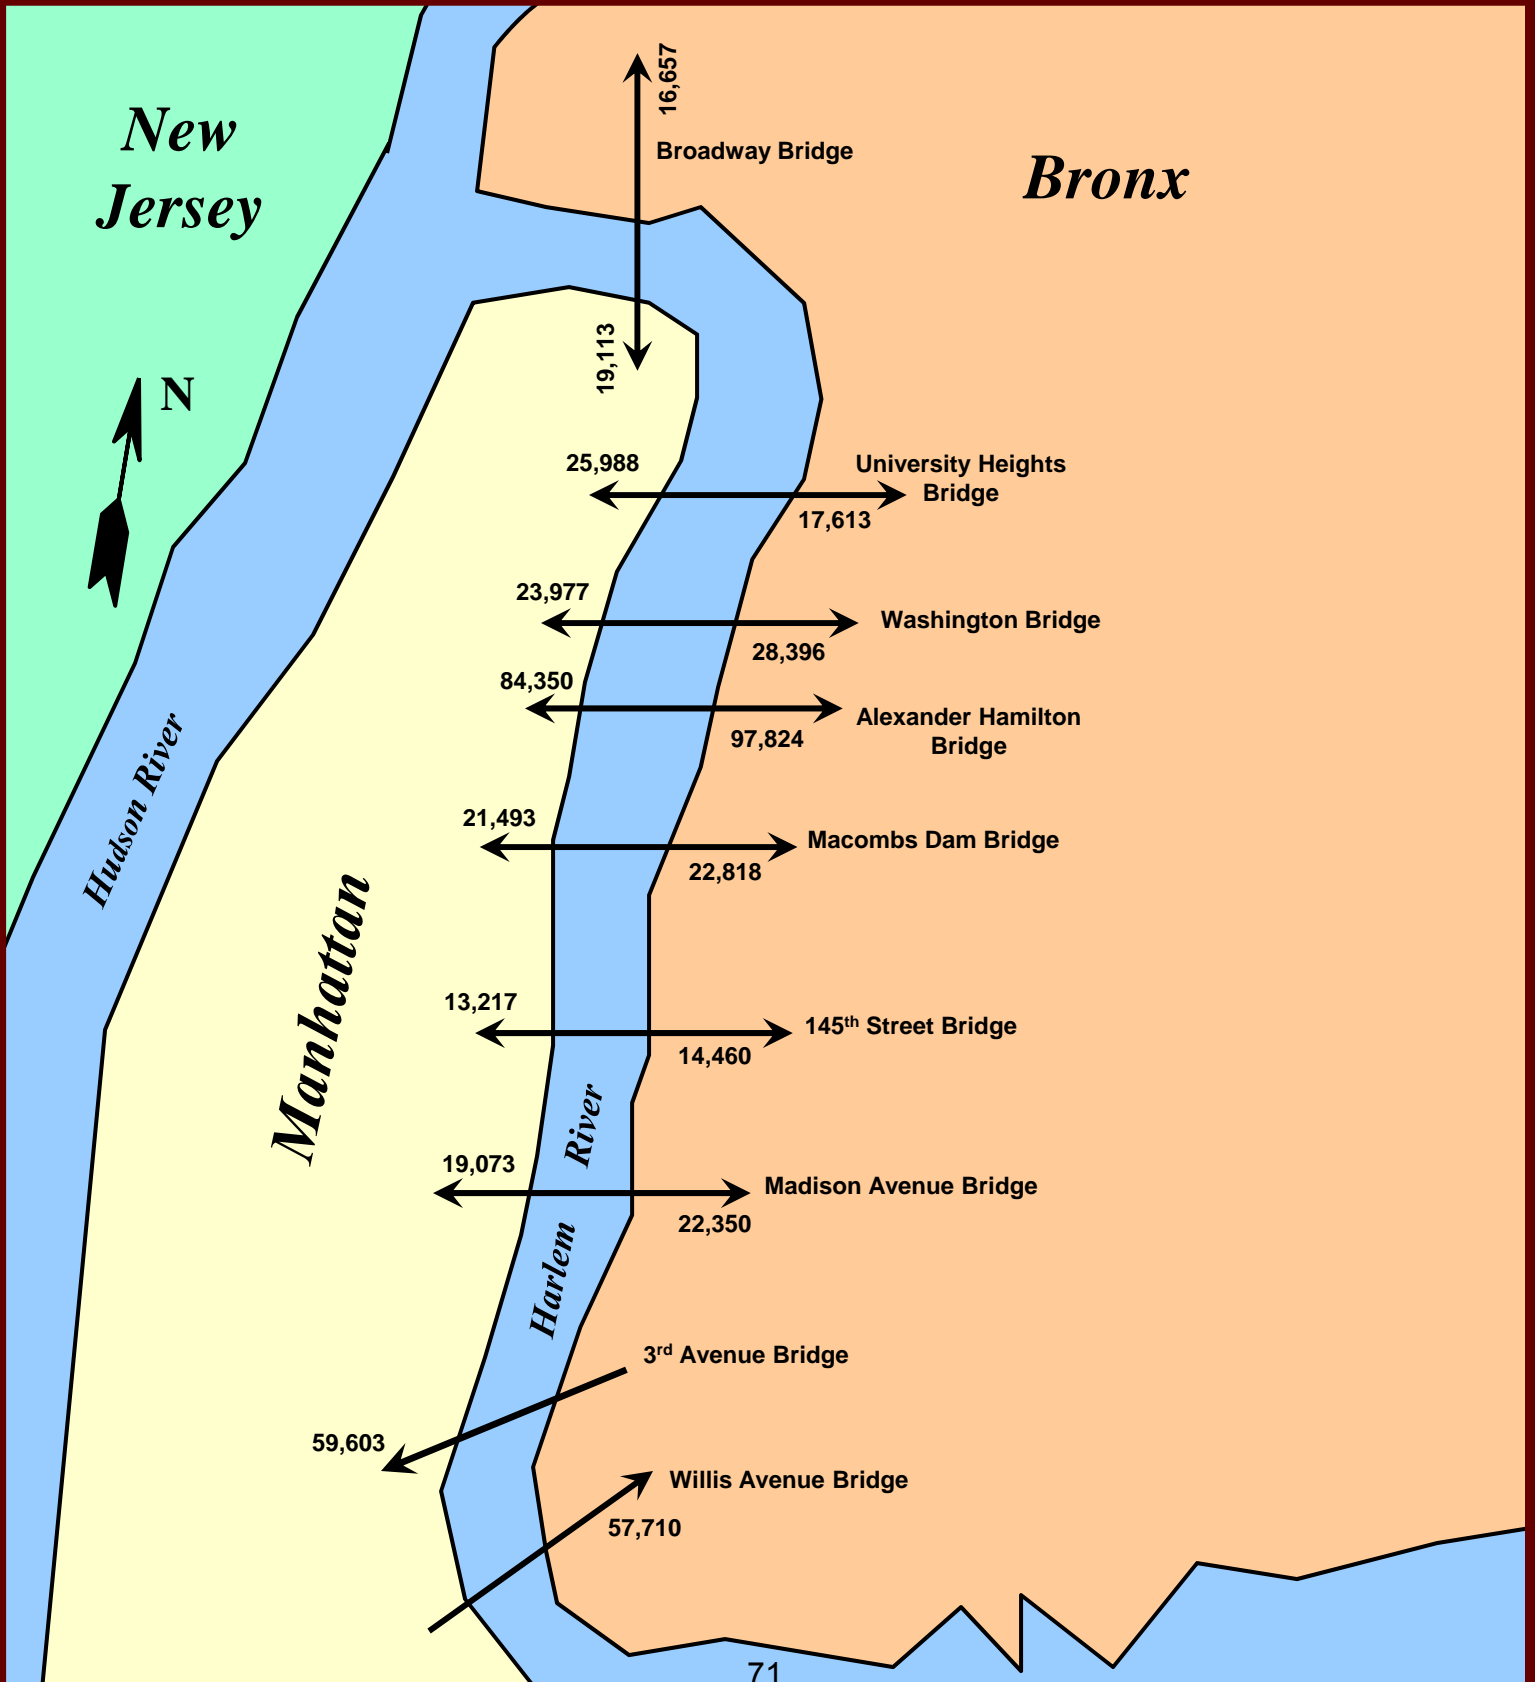 16,657
New
Jersey
Broadway Bridge
Bronx
19,113
N
25,988
University Heights
Bridge
17,613
23,977
Washington Bridge
28,396
84,350
97,824
Alexander Hamilton
Bridge
Hudson River
21,493
Macombs Dam Bridge
22,818
Manhattan
13,217
145th Street Bridge
14,460
River
19,073
Madison Avenue Bridge
22,350
Harlem
3rd Avenue Bridge
59,603
Willis Avenue Bridge
57,710
71